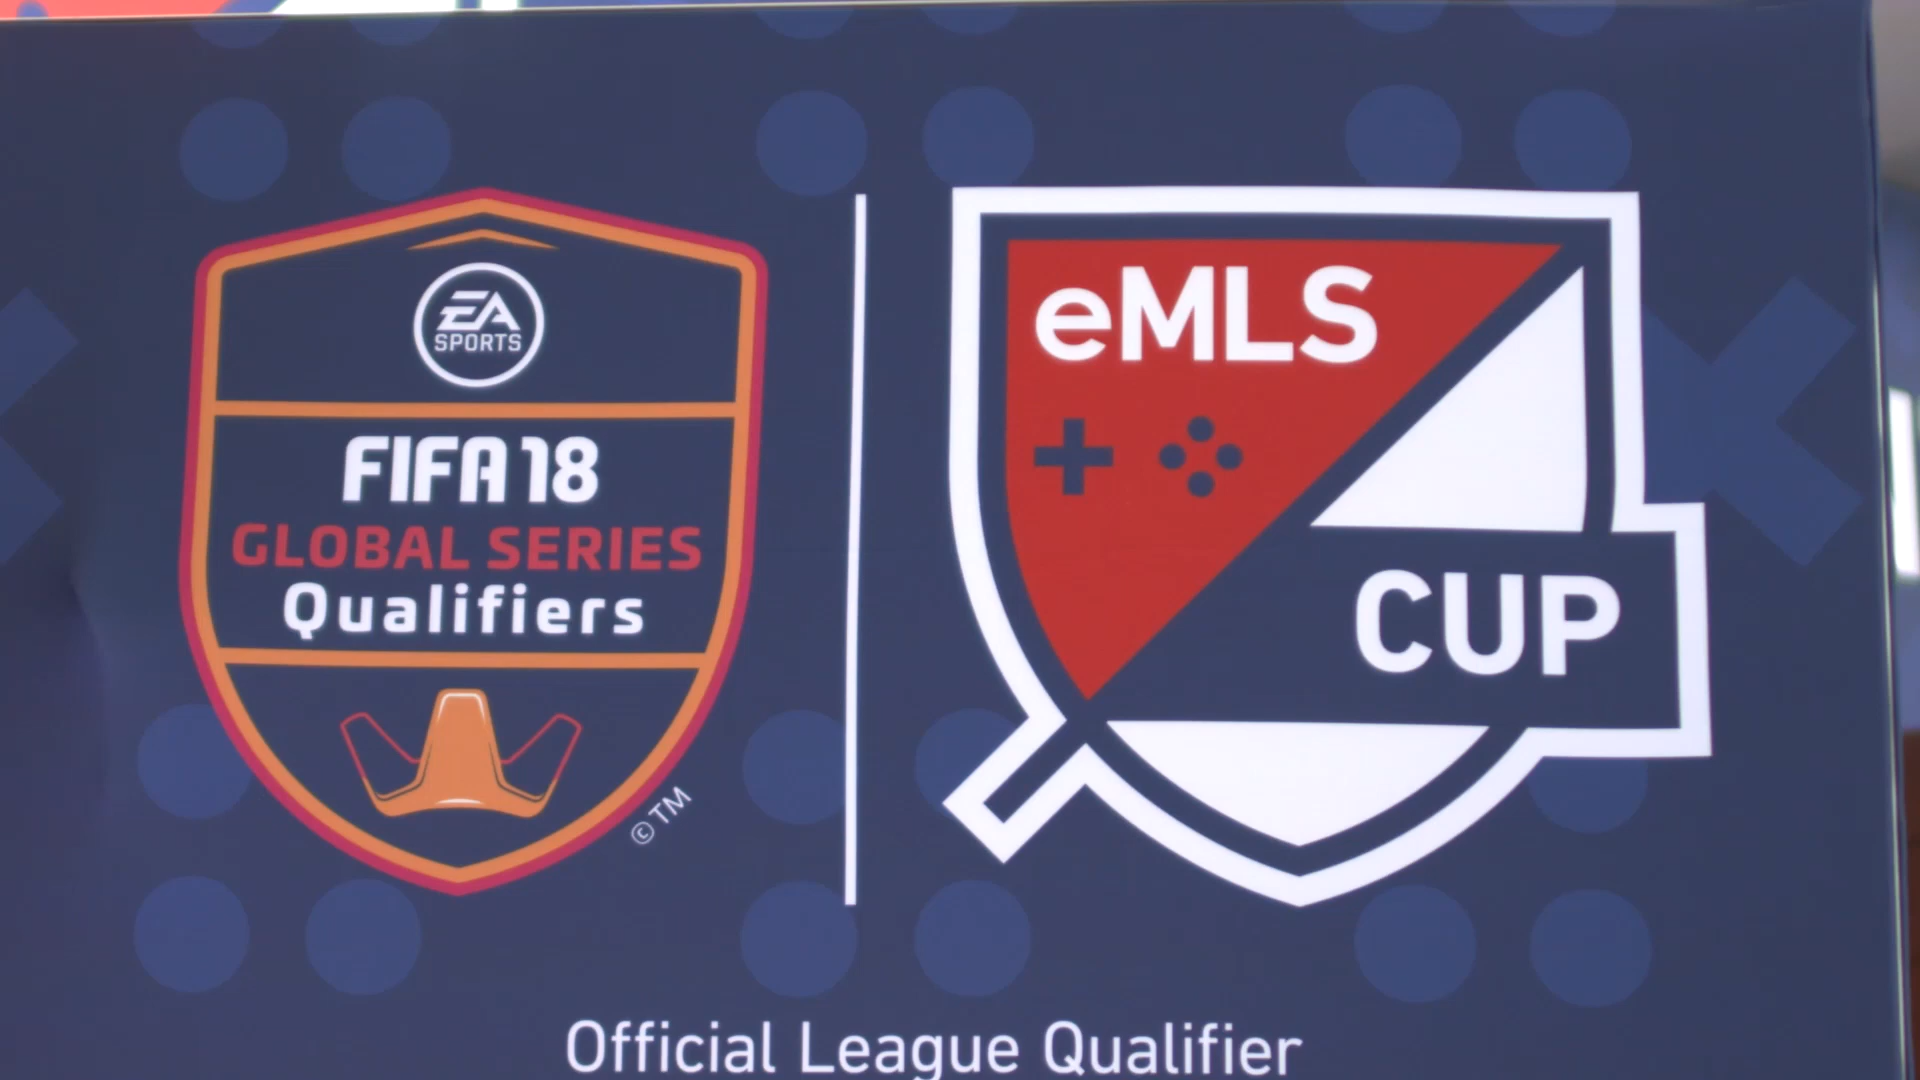 EA
SPORTS
FIFA 18
GLOBAL SERIES
Qualifiers
© TM
eMLS
CUP
Official League Qualifier